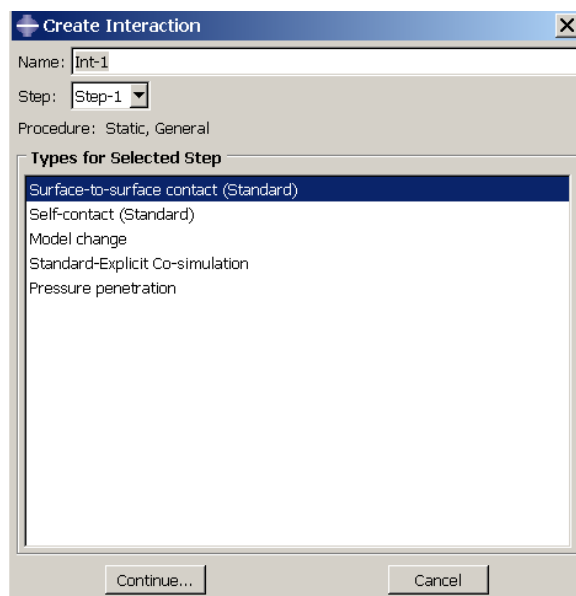 Create Interaction
Name: Int-1
Step: Step-1
Procedure: Static, General
Types for Selected Step
Surface-to-surface contact (Standard)
Self-contact (Standard)
Model change
Standard-Explicit Co-simulation
Pressure penetration
Continue... Cancel